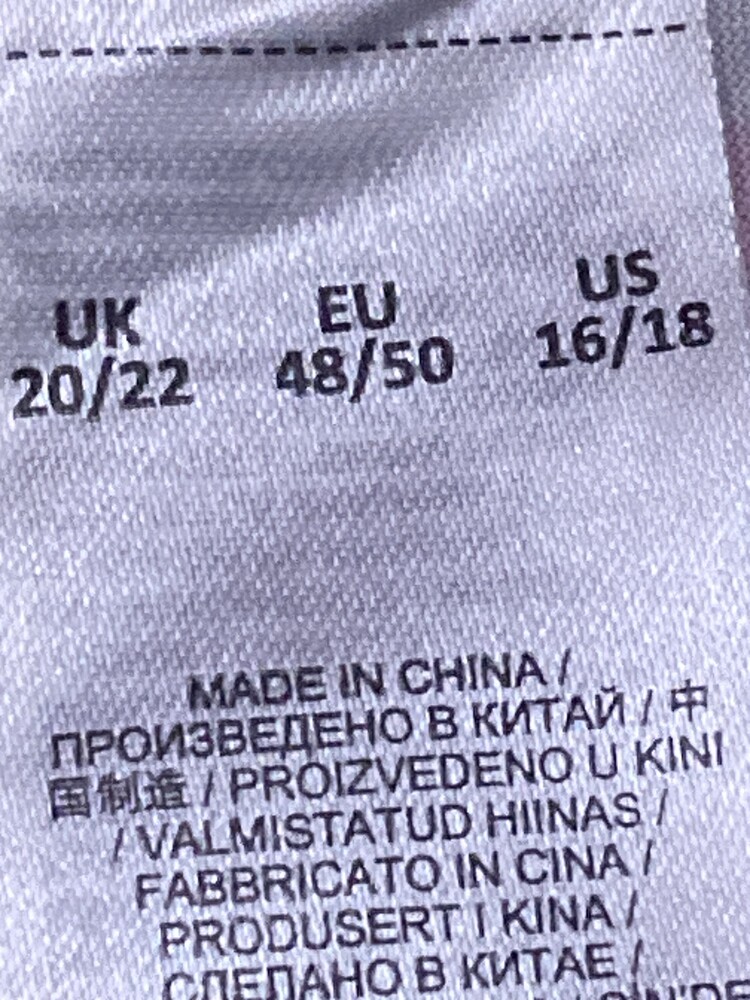 UK EU US
20/22 48/50 16/18
MADE IN CHINA /
ПРОИЗВЕДЕНО В КИТАЙ / 中
国制造 / PROIZVEDENO U KINI
/ VALMISTATUD HIINAS /
FABBRICATO IN CINA /
PRODUSERT I KINA /
СДЕЛАНО В КИТАЕ /